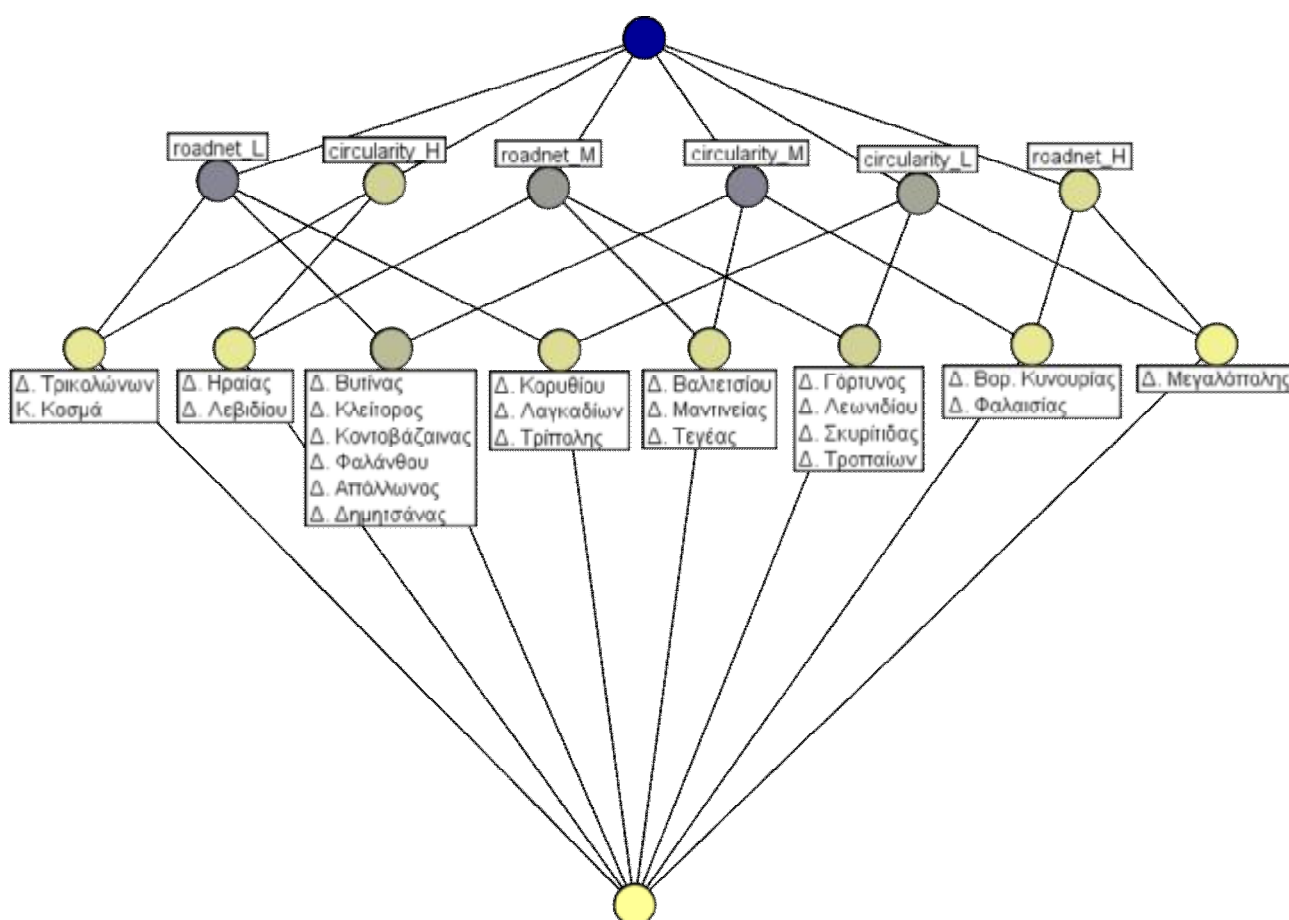 roadnet_L
circularity_H
roadnet_M
circularity_M
circularity_L
roadnet_H
Δ. Τρικολώνων
Κ. Κοσμά
Δ. Ηραίας
Δ. Λεβιδίου
Δ. Βυτίνας
Δ. Κλείτορος
Δ. Κοντοβάζαινας
Δ. Φαλάνθου
Δ. Απόλλωνος
Δ. Δημητσάνας
Δ. Κορυθίου
Δ. Λαγκαδίων
Δ. Τρίπολης
Δ. Βαλτετσίου
Δ. Μαντινείας
Δ. Τεγέας
Δ. Γόρτυνος
Δ. Λεωνιδίου
Δ. Σκυρίτιδας
Δ. Τροπαίων
Δ. Βορ. Κυνουρίας
Δ. Φαλαισίας
Δ. Μεγαλόπολης